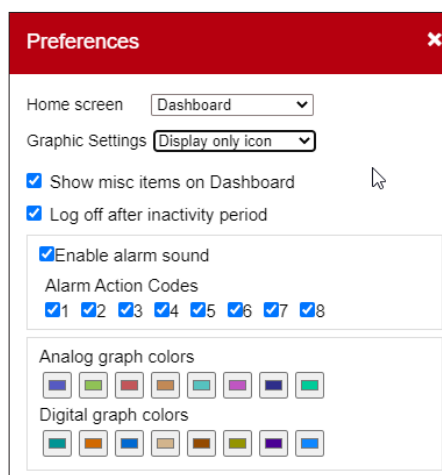 Preferences
Home screen Dashboard
Graphic Settings Display only icon
Show misc items on Dashboard
Log off after inactivity period
Enable alarm sound
Alarm Action Codes
1 2 3 4 5 6 7 8
Analog graph colors
Digital graph colors